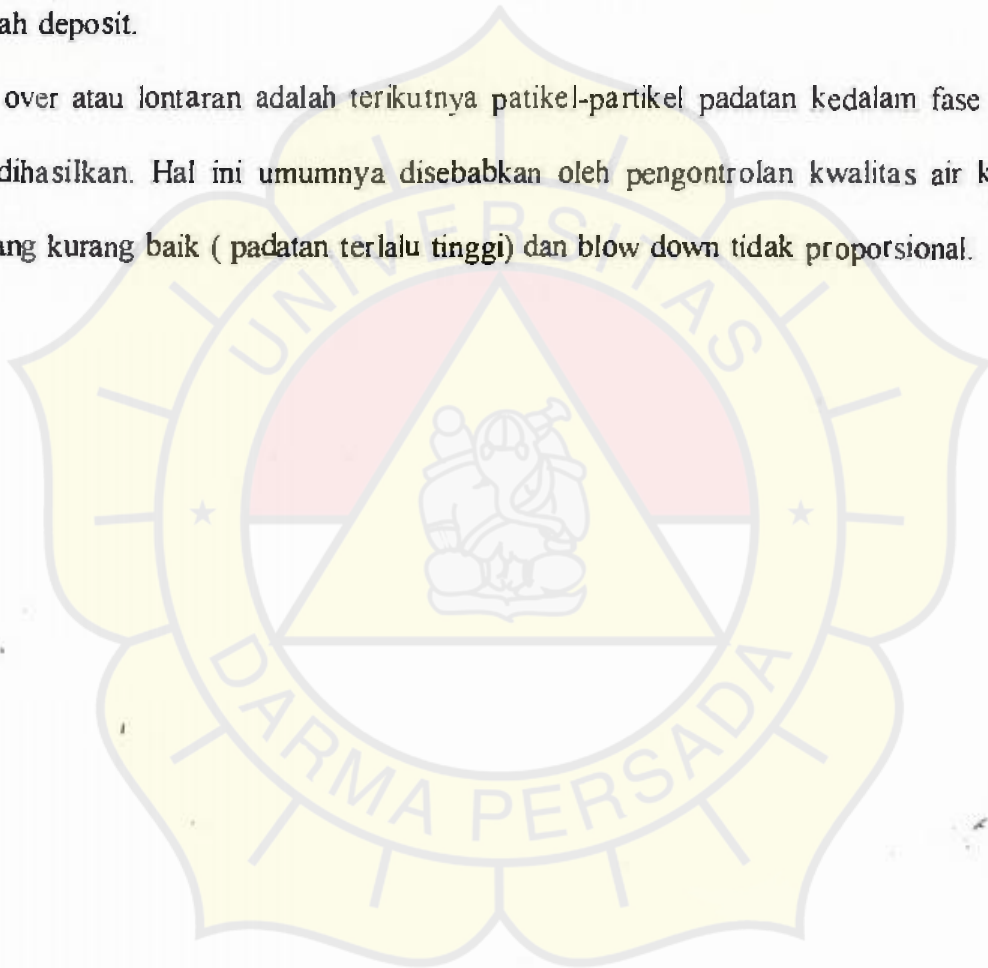 ah deposit.
over atau lontaran adalah terikutnya patikel-partikel padatan kedalam fase
dihasilkan. Hal ini umumnya disebabkan oleh pengontrolan kwalitas air k
ng kurang baik ( padatan terlalu tinggi) dan blow down tidak proporsional.
UNIVERSITAS
DARMA PERSADA